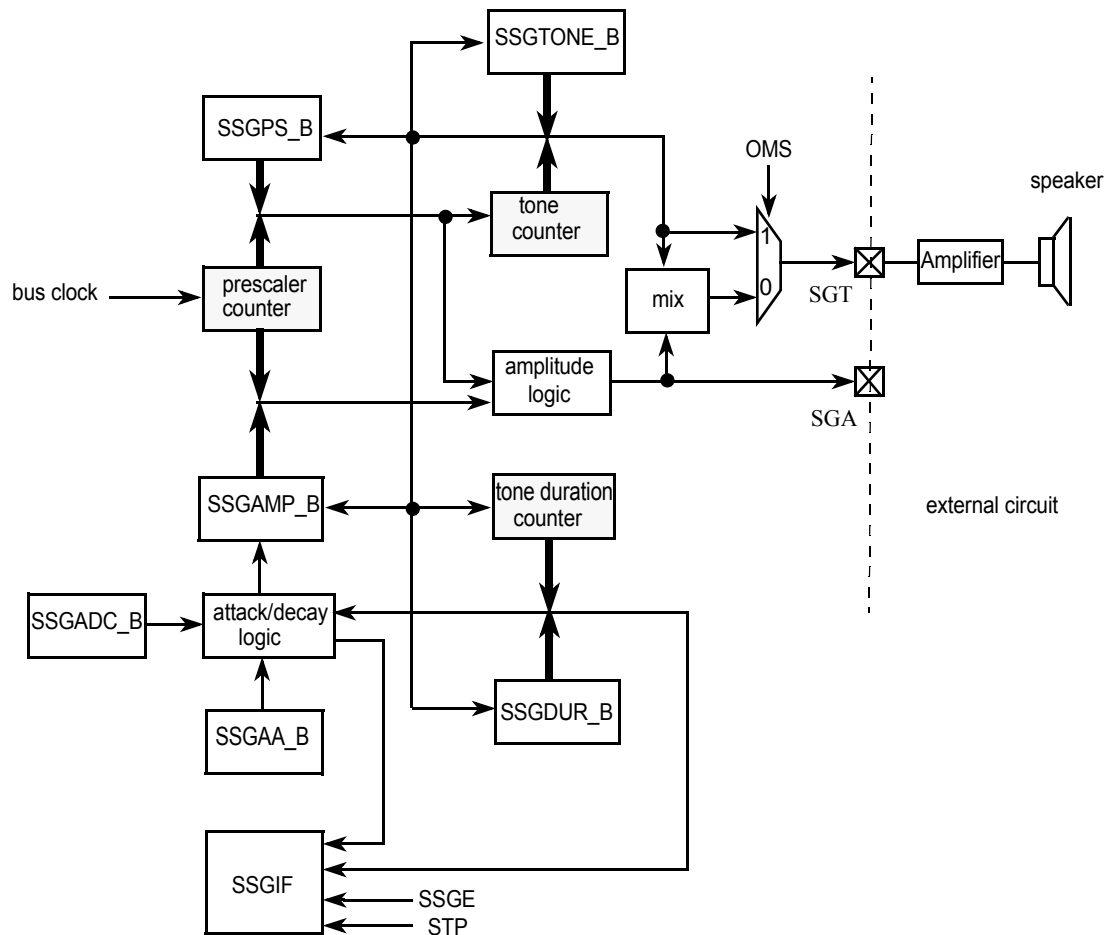 SSGTONE_B
SSGPS_B
OMS
speaker
tone
counter
1
Amplifier
bus clock
prescaler
counter
mix
0
SGT
amplitude
logic
SGA
SSGAMP_B
tone duration
counter
external circuit
SSGADC_B
attack/decay
logic
SSGDUR_B
SSGAA_B
SSGIF
SSGE
STP